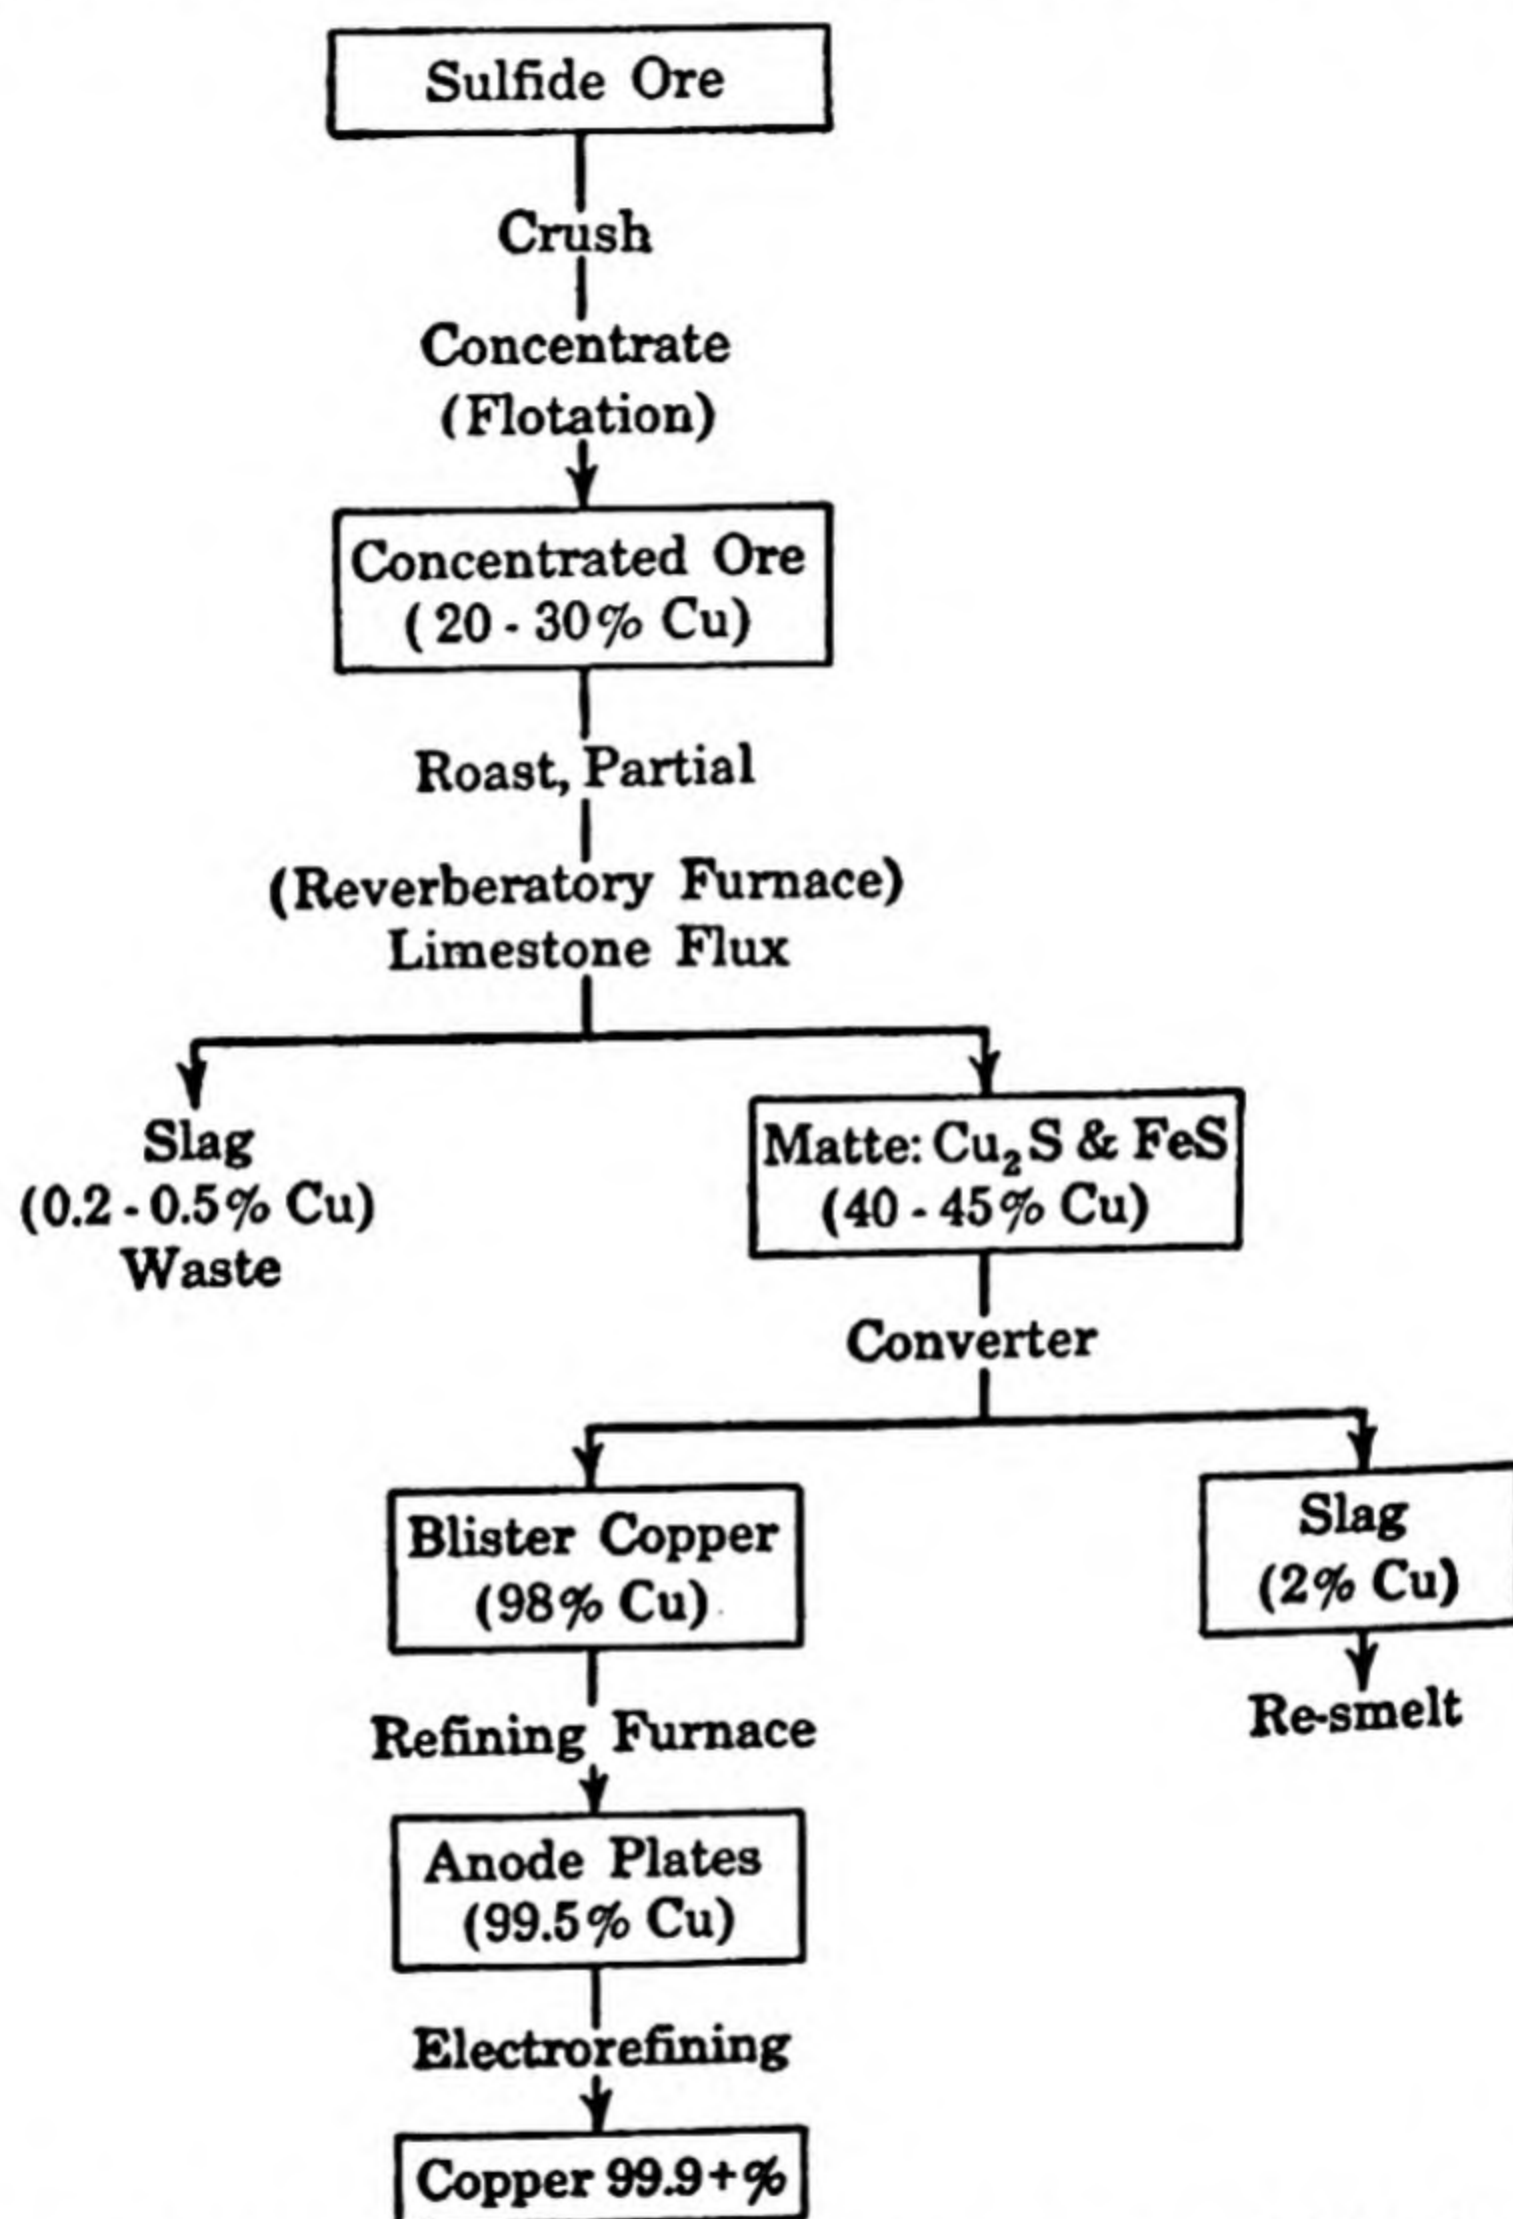 Sulfide Ore
Crush
Concentrate
(Flotation)
Concentrated Ore
(20 - 30% Cu)
Roast, Partial
(Reverberatory Furnace)
Limestone Flux
Slag
(0.2 - 0.5% Cu)
Waste
Matte: Cu₂S & FeS
(40 - 45% Cu)
Converter
Blister Copper
(98% Cu)
Slag
(2% Cu)
Refining Furnace
Re-smelt
Anode Plates
(99.5% Cu)
Electrorefining
Copper 99.9+%